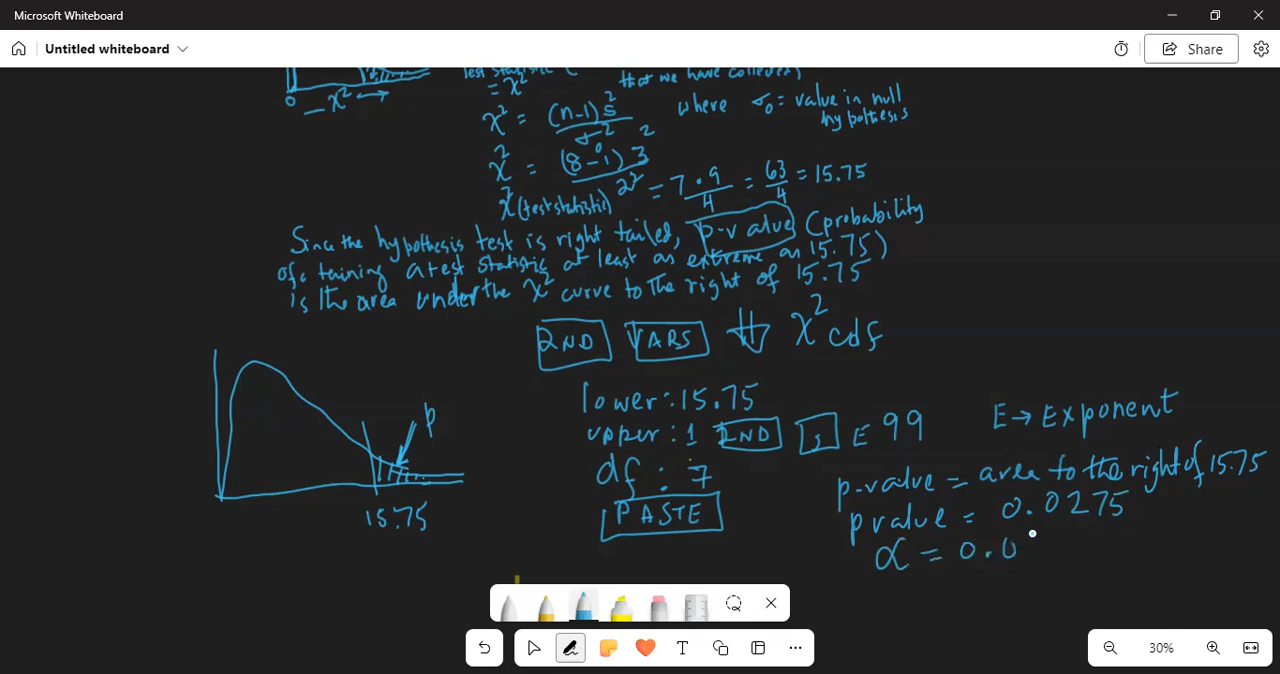 Microsoft Whiteboard
Untitled whiteboard
Share
0
— χ² →
Test statistic (
that we have collected)
= χ²
χ² = (n-1) s² / σ₀²
where σ₀ = value in null
hypothesis
χ² = (8-1) 3² / 2² = 7.9/4 = 63/4 = 15.75
χ² (test statistic)
Since the hypothesis test is right tailed, p-value (probability
taining a test statistic at least as extreme as 15.75)
is the area under the χ² curve to the right of 15.75
2ND VARS ⇓ χ² cdf
lower: 15.75
upper: 1 2ND , E 99
E → Exponent
df : 7
PASTE
p
15.75
p-value = area to the right of 15.75
p value = 0.0275
α = 0.0
30%